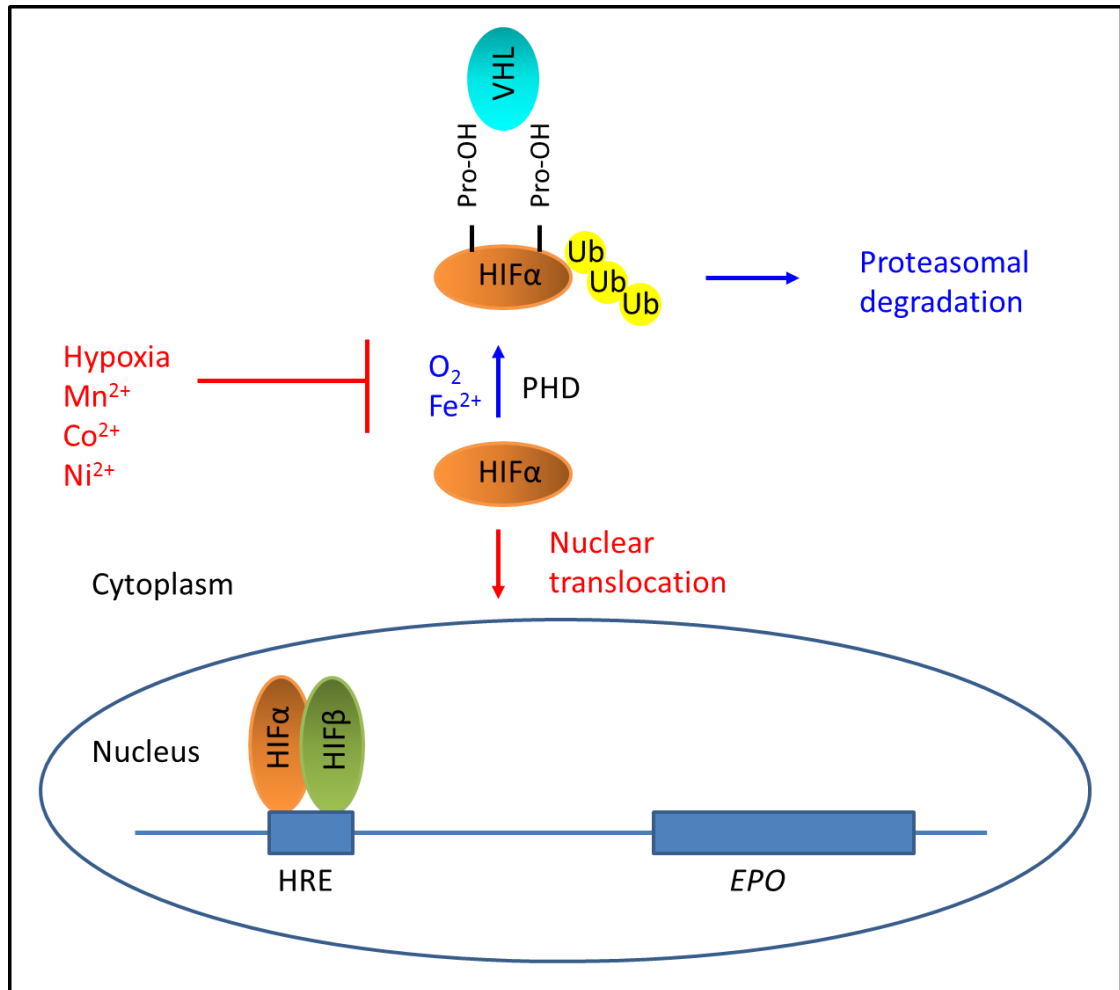 VHL
Pro-OH
Pro-OH
HIFα
Ub
Ub
Ub
Proteasomal
degradation
Hypoxia
Mn²⁺
Co²⁺
Ni²⁺
O₂
Fe²⁺
PHD
HIFα
Nuclear
translocation
Cytoplasm
Nucleus
HIFα
HIFβ
HRE
EPO